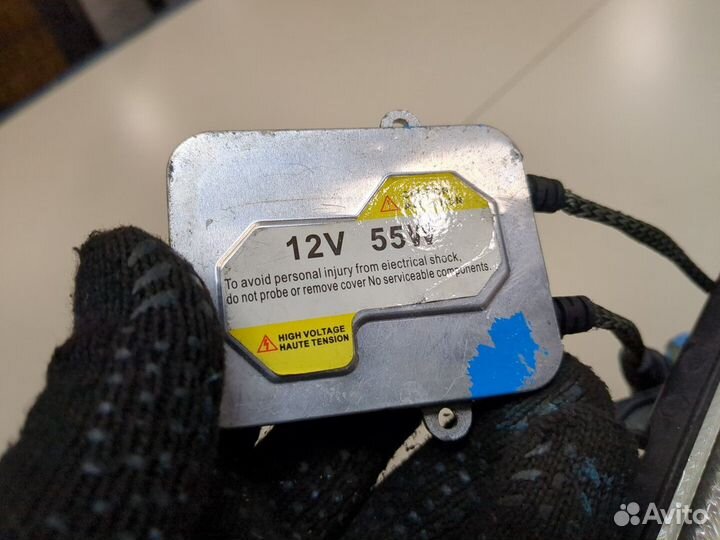 12V 55W
To avoid personal injury from eiectrical shock,
do not probe or remove cover No serviceable components.
HIGH VOLTAGE
HAUTE TENSION
Avito